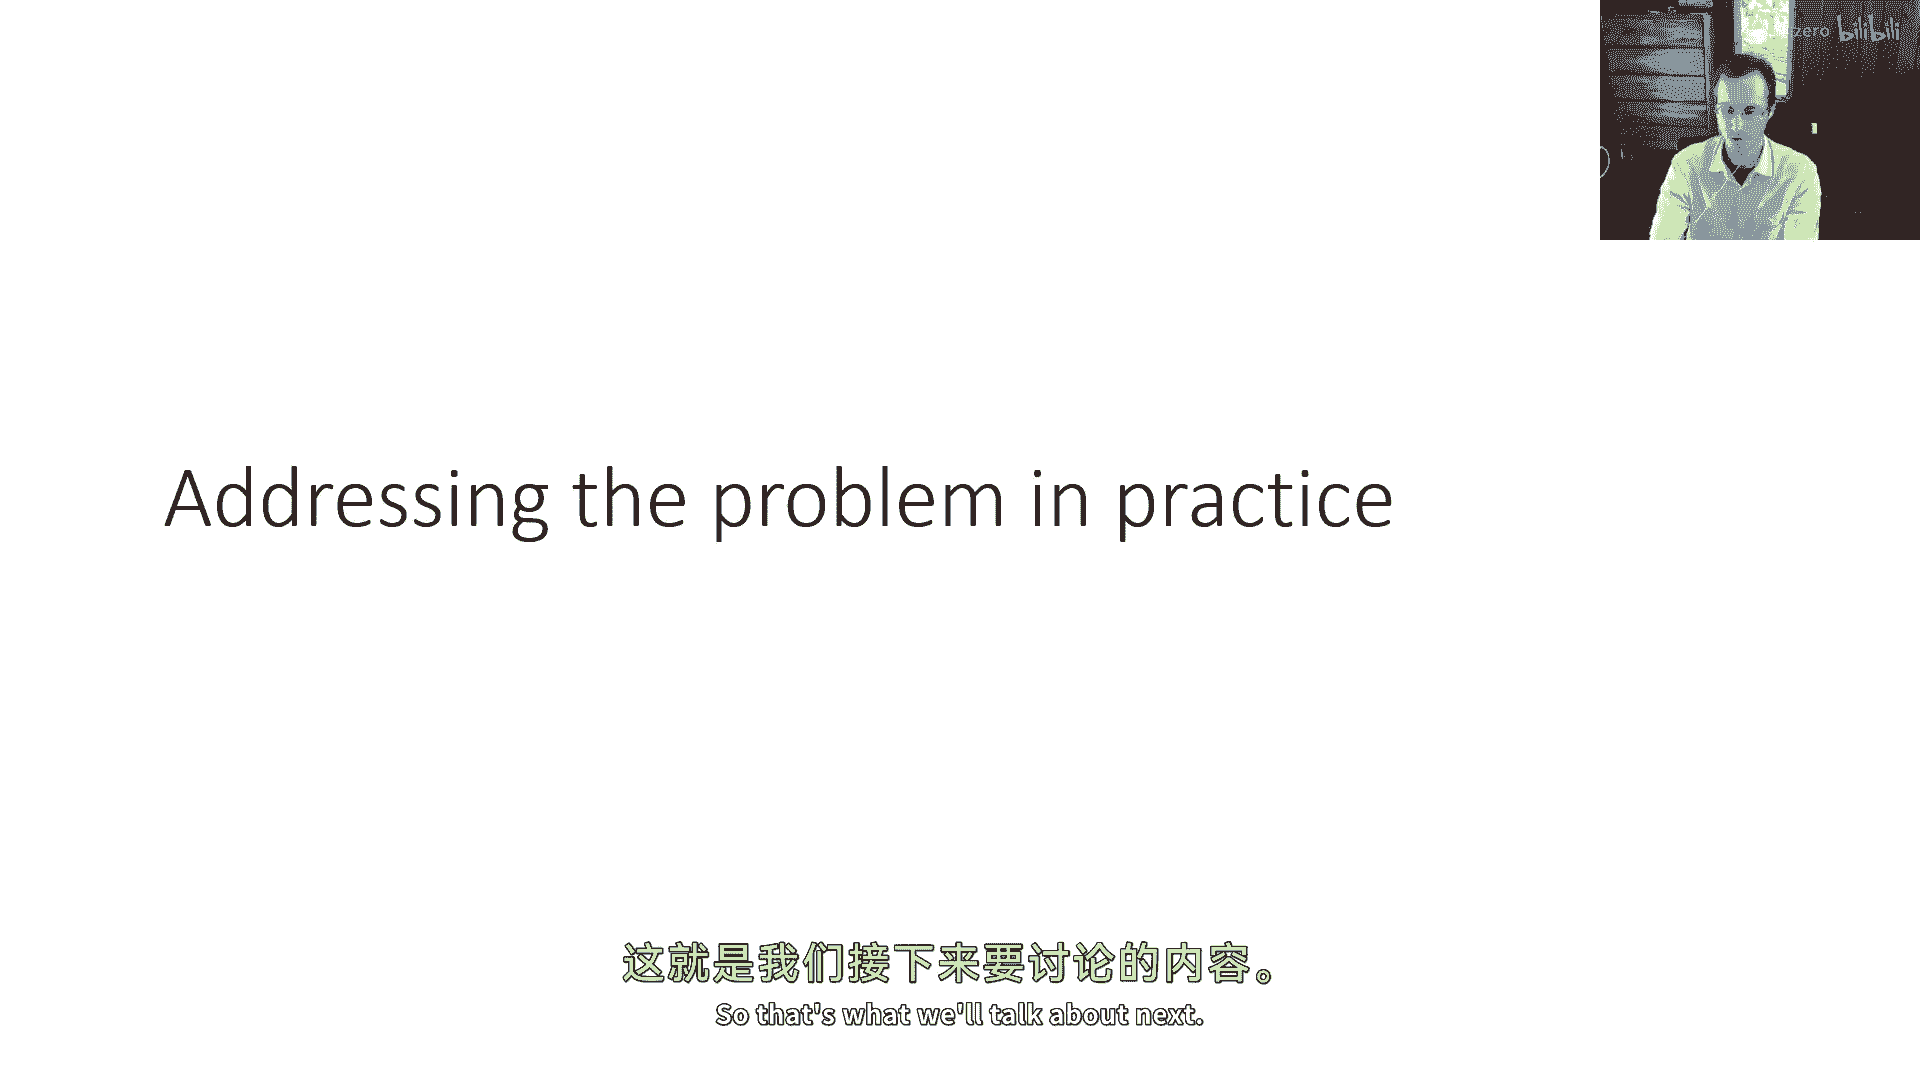 zero bilibili
Addressing the problem in practice
这就是我们接下来要讨论的内容。
So that's what we'll talk about next.